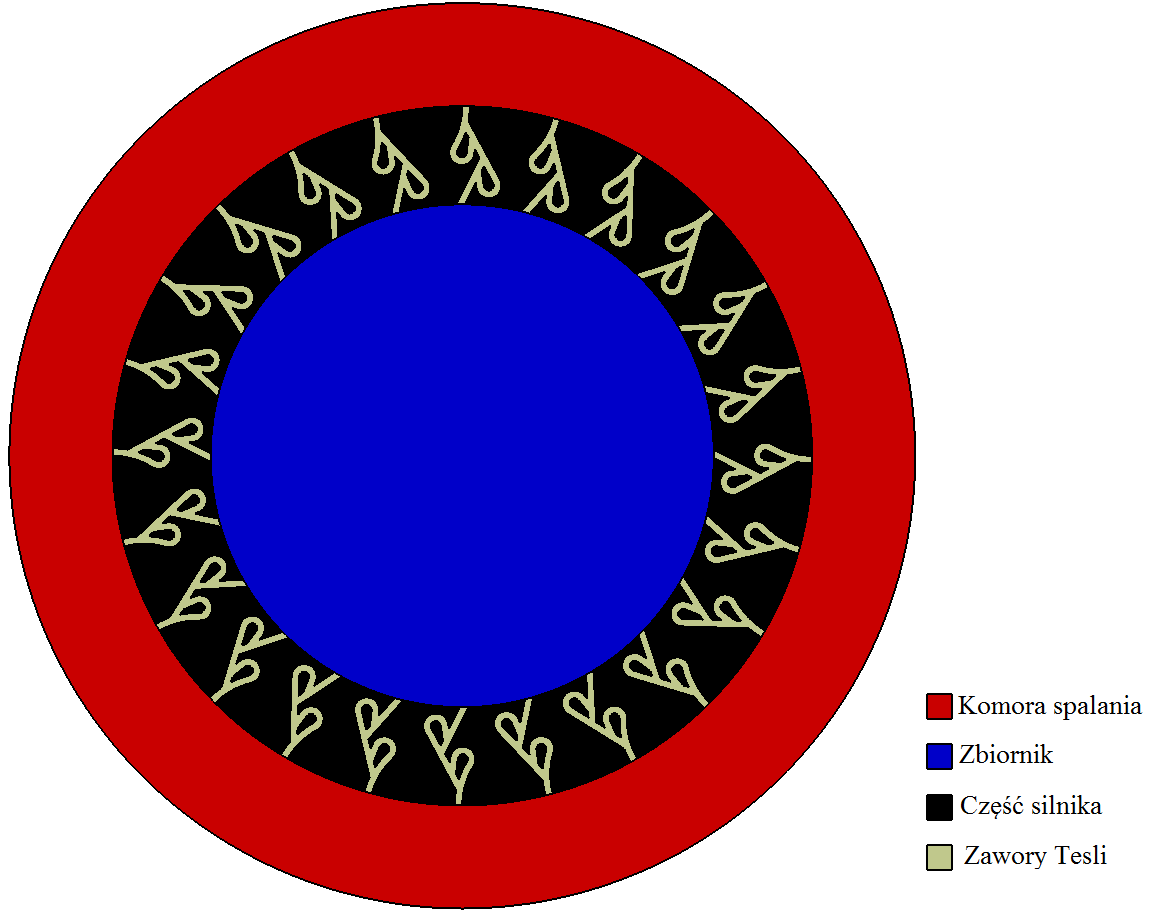 Komora spalania
Zbiornik
Część silnika
Zawory Tesli